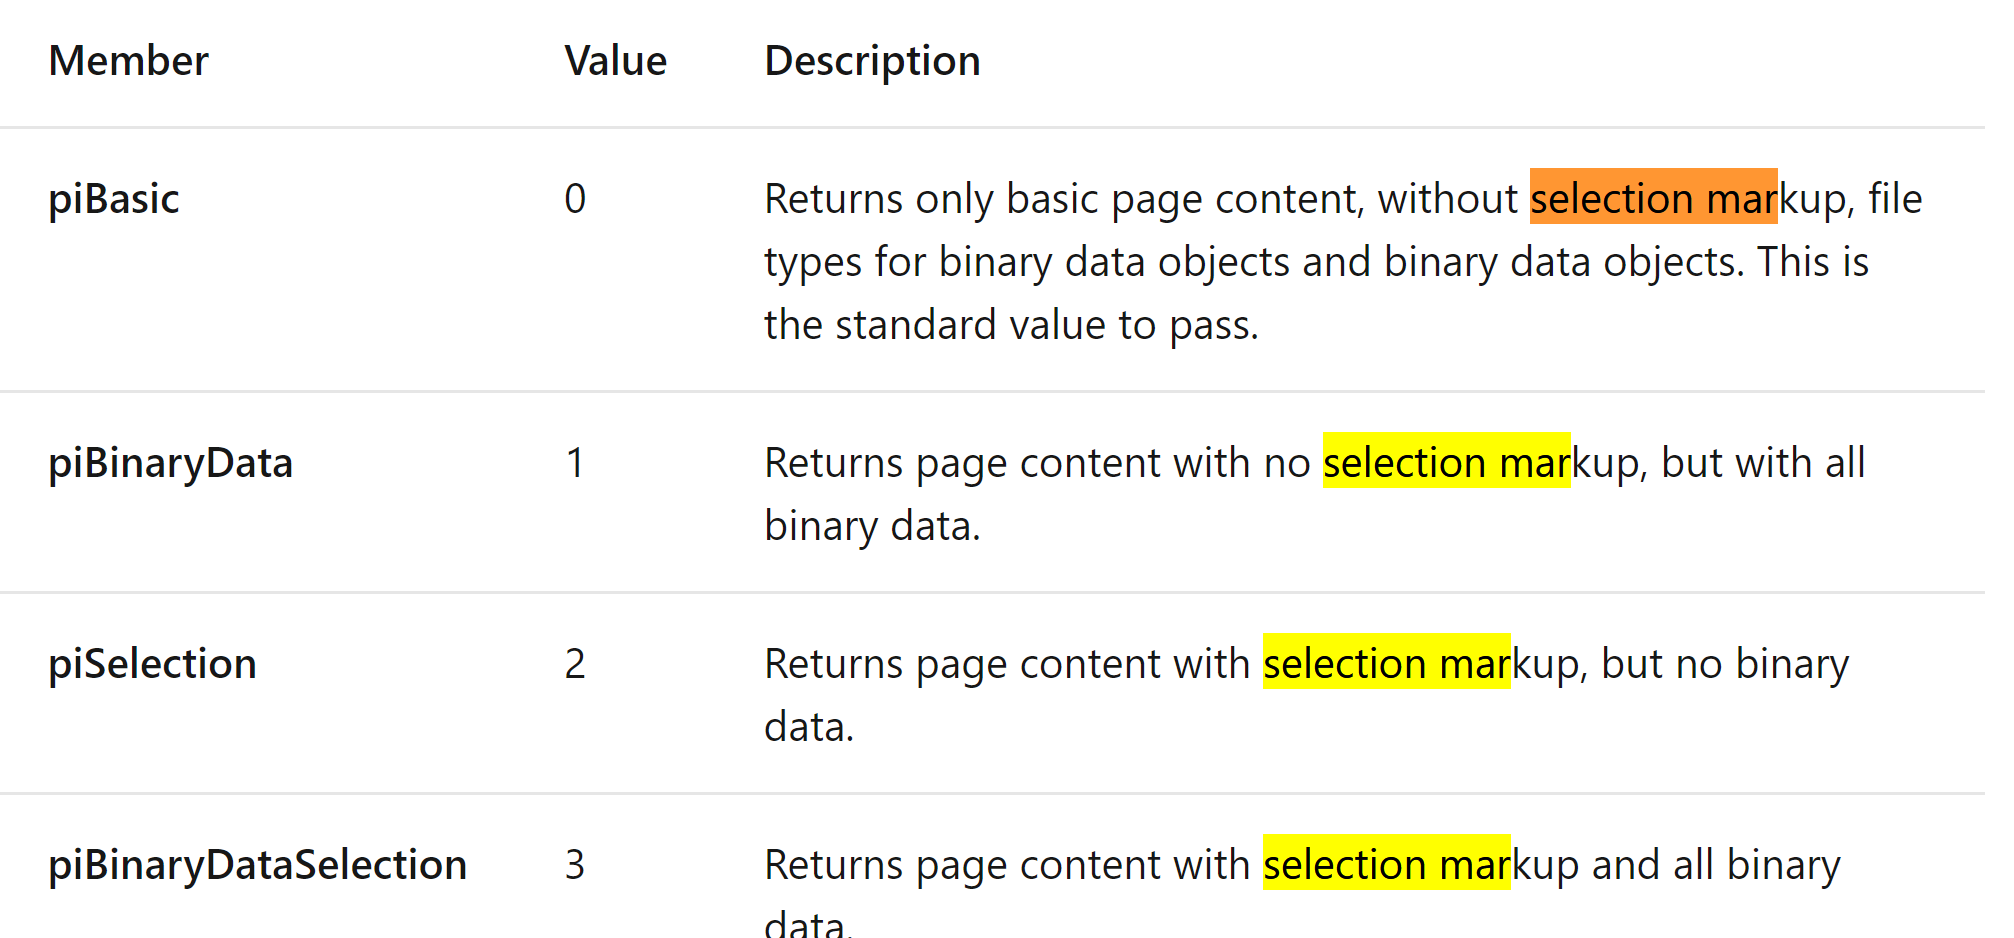 Member Value Description
piBasic 0 Returns only basic page content, without selection markup, file
types for binary data objects and binary data objects. This is
the standard value to pass.
piBinaryData 1 Returns page content with no selection markup, but with all
binary data.
piSelection 2 Returns page content with selection markup, but no binary
data.
piBinaryDataSelection 3 Returns page content with selection markup and all binary
data.